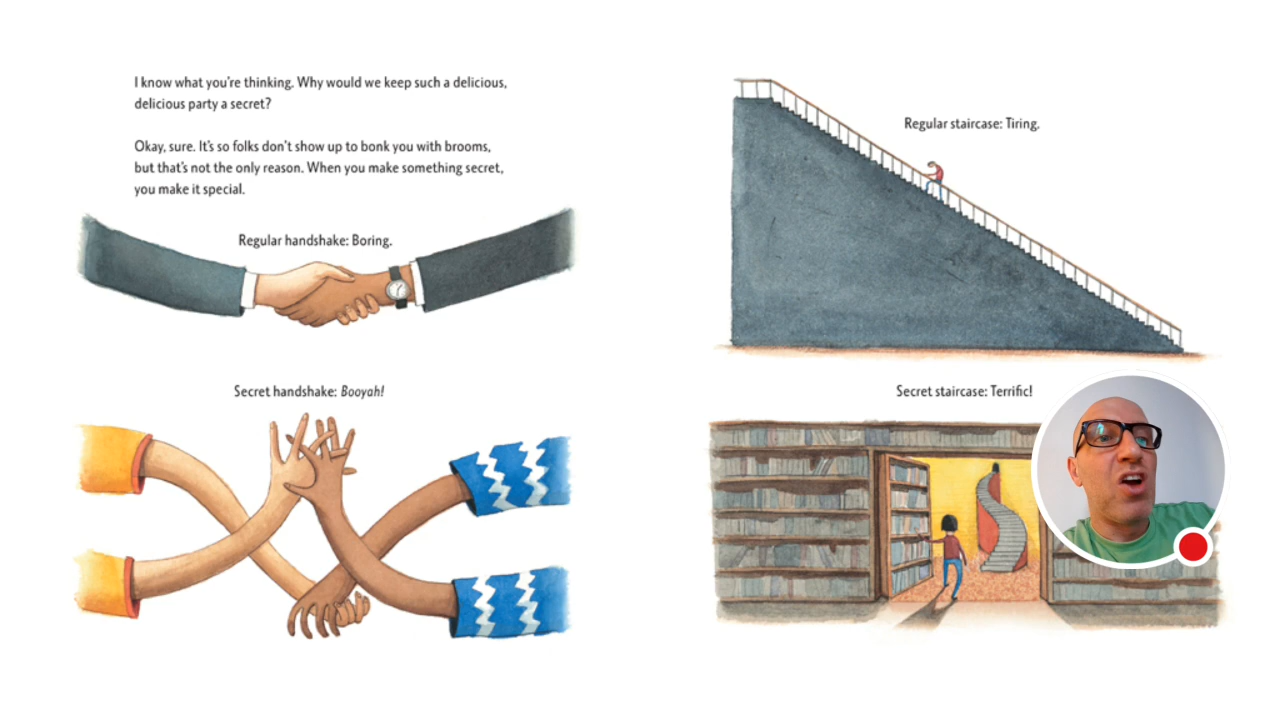 I know what you're thinking. Why would we keep such a delicious,
delicious party a secret?
Okay, sure. It's so folks don't show up to bonk you with brooms,
but that's not the only reason. When you make something secret,
you make it special.
Regular handshake: Boring.
Secret handshake: Booyah!
Regular staircase: Tiring.
Secret staircase: Terrific!